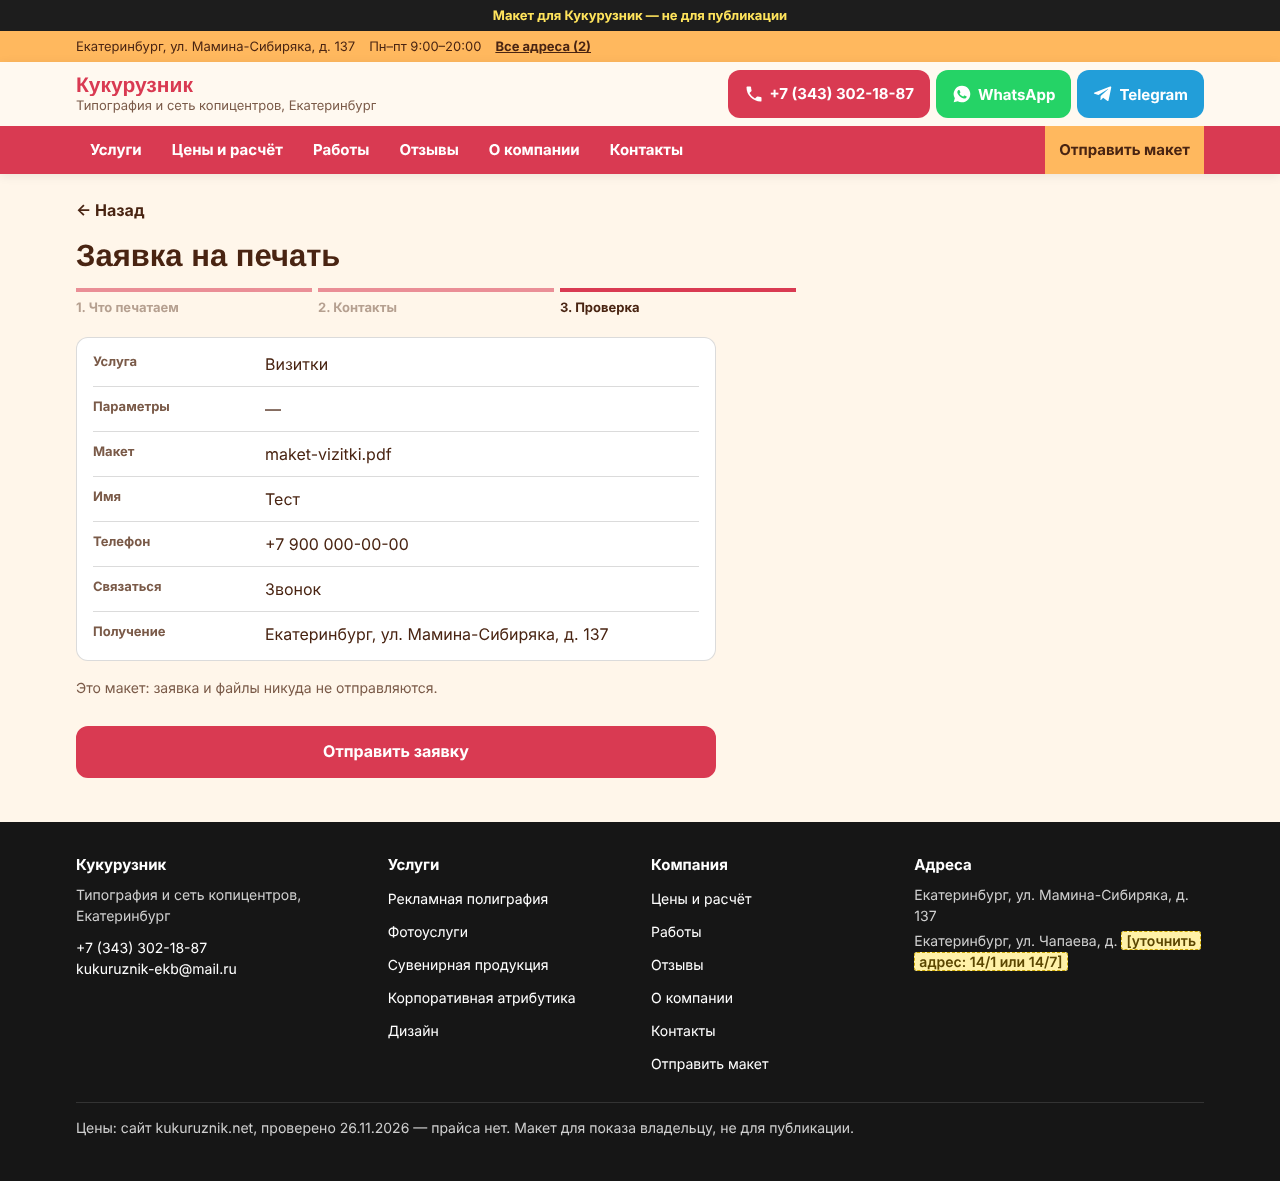 Макет для Кукурузник — не для публикации
Екатеринбург, ул. Мамина-Сибиряка, д. 137 Пн–пт 9:00–20:00 Все адреса (2)
Кукурузник
Типография и сеть копицентров, Екатеринбург
+7 (343) 302-18-87 WhatsApp Telegram
Услуги Цены и расчёт Работы Отзывы О компании Контакты Отправить макет
← Назад
Заявка на печать
1. Что печатаем 2. Контакты 3. Проверка
Услуга Визитки
Параметры —
Макет maket-vizitki.pdf
Имя Тест
Телефон +7 900 000-00-00
Связаться Звонок
Получение Екатеринбург, ул. Мамина-Сибиряка, д. 137
Это макет: заявка и файлы никуда не отправляются.
Отправить заявку
Кукурузник
Типография и сеть копицентров,
Екатеринбург
+7 (343) 302-18-87
kukuruznik-ekb@mail.ru
Услуги
Рекламная полиграфия
Фотоуслуги
Сувенирная продукция
Корпоративная атрибутика
Дизайн
Компания
Цены и расчёт
Работы
Отзывы
О компании
Контакты
Отправить макет
Адреса
Екатеринбург, ул. Мамина-Сибиряка, д.
137
Екатеринбург, ул. Чапаева, д. [уточнить
адрес: 14/1 или 14/7]
Цены: сайт kukuruznik.net, проверено 26.11.2026 — прайса нет. Макет для показа владельцу, не для публикации.